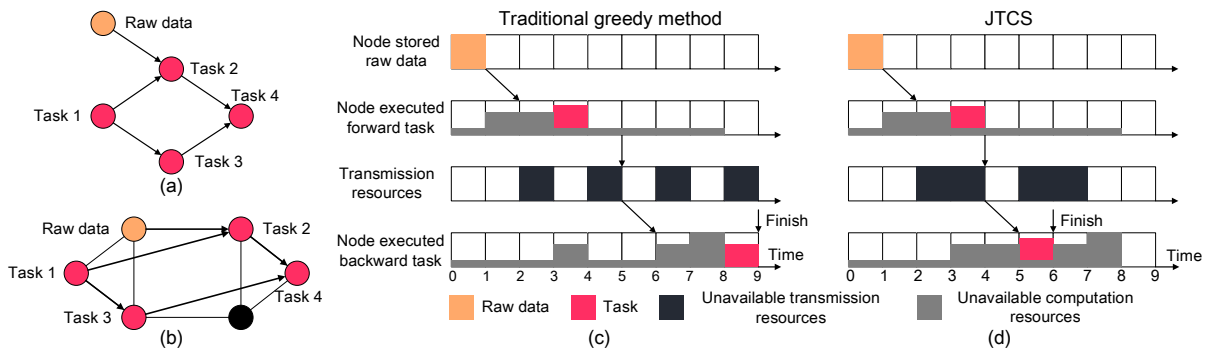 Raw data
Task 2
Task 1
Task 4
Task 3
(a)
Raw data
Task 2
Task 1
Task 4
Task 3
(b)
Traditional greedy method
Node stored
raw data
Node executed
forward task
Transmission
resources
Finish
Node executed
backward task
Time
0 1 2 3 4 5 6 7 8 9
JTCS
Finish
Time
0 1 2 3 4 5 6 7 8 9
Raw data
Task
Unavailable transmission
resources
Unavailable computation
resources
(c)
(d)